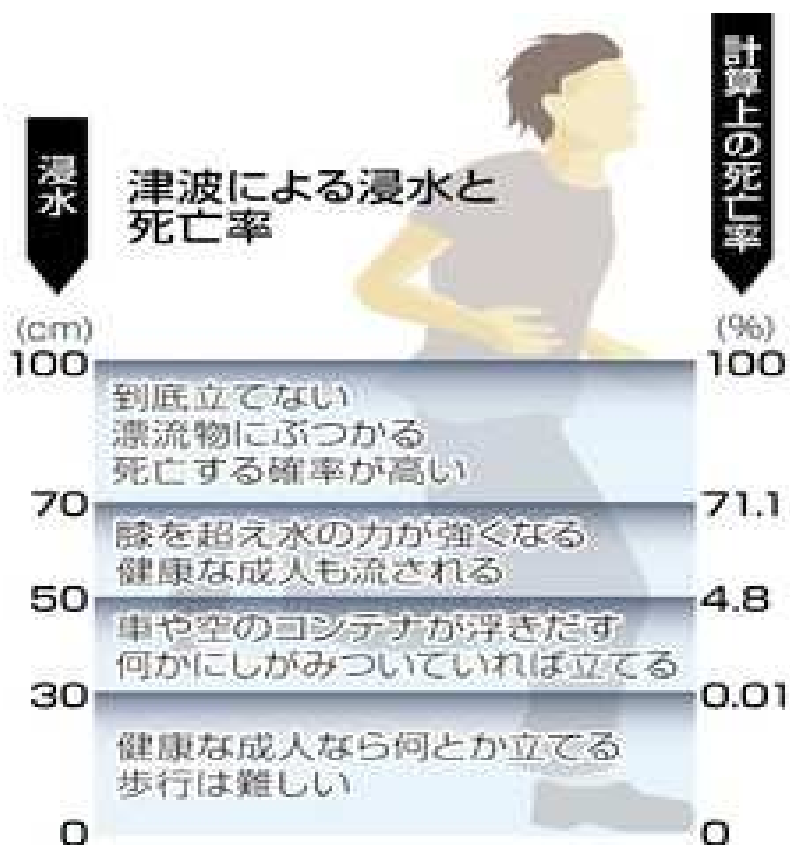 浸水
計算上の死亡率
津波による浸水と
死亡率
(cm)
(%)
100
100
到底立てない
漂流物にぶつかる
死亡する確率が高い
70
71.1
膝を超え水の力が強くなる
健康な成人も流される
50
4.8
車や空のコンテナが浮きだす
何かにしがみついていれば立てる
30
0.01
健康な成人なら何とか立てる
歩行は難しい
0
0